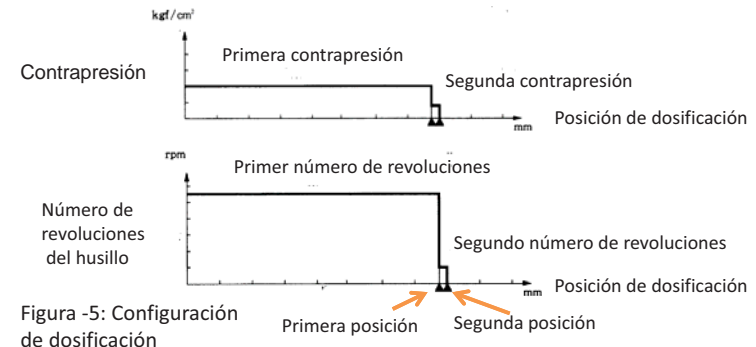 kgf/cm²
Primera contrapresión
Contrapresión
Segunda contrapresión
Posición de dosificación
mm
rpm
Primer número de revoluciones
Número de
revoluciones
del husillo
Segundo número de revoluciones
Posición de dosificación
mm
Figura -5: Configuración
de dosificación
Primera posición
Segunda posición